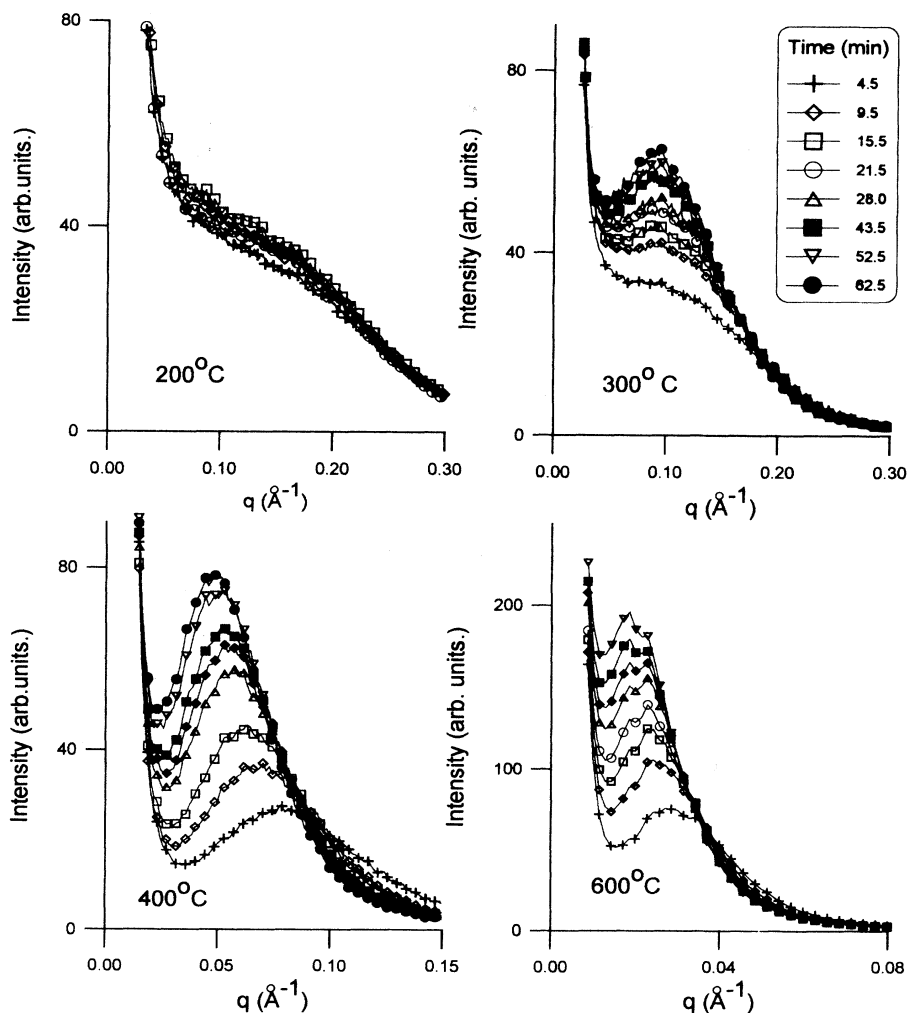 80
40
0
Intensity (arb.units.)
200°C
0.00 0.10 0.20 0.30
q (Å⁻¹)
80
40
0
Intensity (arb.units.)
300°C
0.00 0.10 0.20 0.30
q (Å⁻¹)
Time (min)
4.5
9.5
15.5
21.5
28.0
43.5
52.5
62.5
80
40
0
Intensity (arb.units.)
400°C
0.00 0.05 0.10 0.15
q (Å⁻¹)
200
100
0
Intensity (arb. units.)
600°C
0.00 0.04 0.08
q (Å⁻¹)